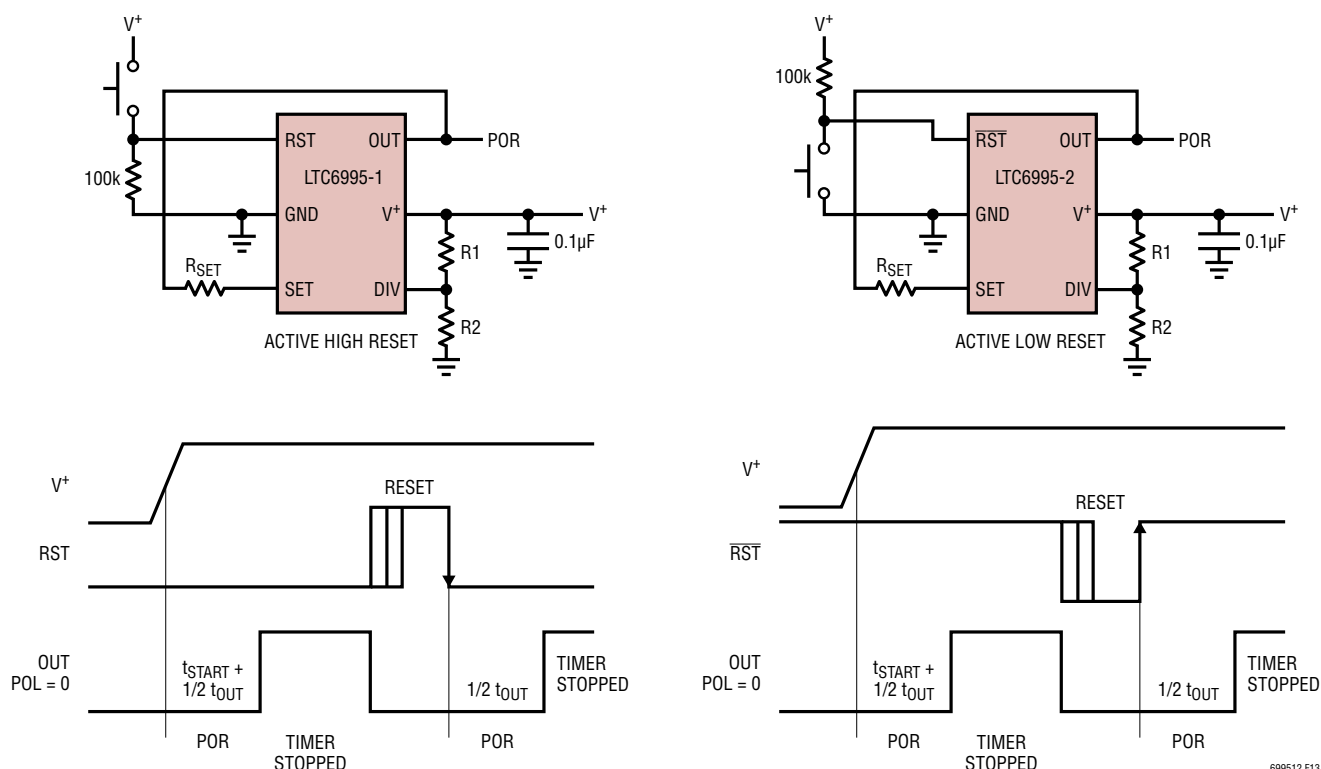 V+
100k
RST
OUT
POR
LTC6995-1
GND
V+
V+
0.1µF
R1
RSET
SET
DIV
R2
ACTIVE HIGH RESET
V+
100k
RST
OUT
POR
LTC6995-2
GND
V+
V+
0.1µF
R1
RSET
SET
DIV
R2
ACTIVE LOW RESET
V+
RESET
RST
OUT
POL = 0
tSTART +
1/2 tOUT
1/2 tOUT
TIMER
STOPPED
POR
TIMER
STOPPED
POR
V+
RESET
RST
OUT
POL = 0
tSTART +
1/2 tOUT
1/2 tOUT
TIMER
STOPPED
POR
TIMER
STOPPED
POR
699512 F13